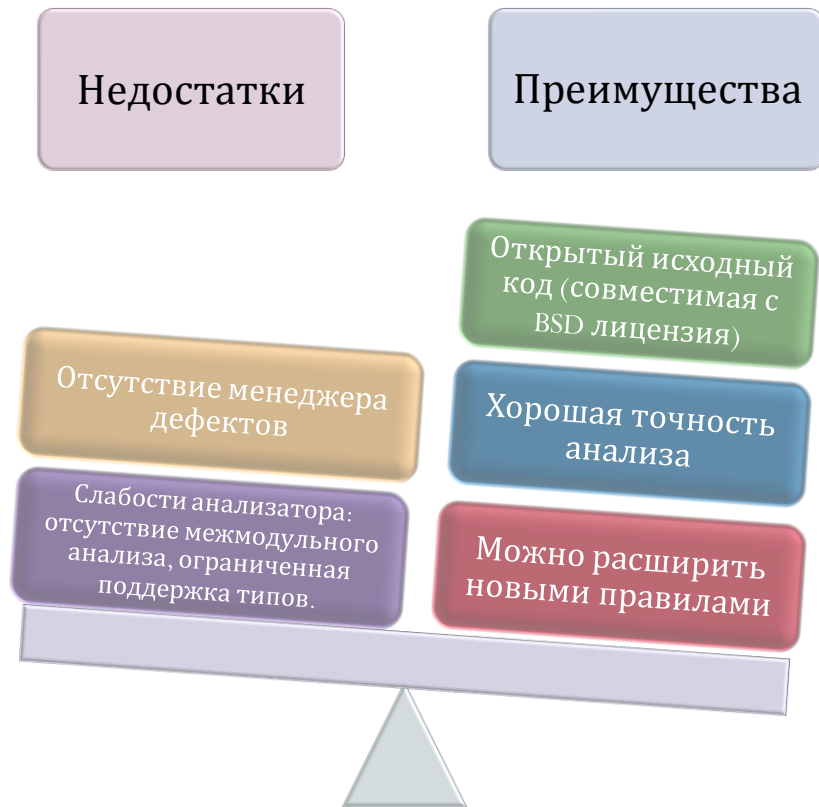 Недостатки
Преимущества
Открытый исходный
код (совместимая с
BSD лицензия)
Отсутствие менеджера
дефектов
Хорошая точность
анализа
Слабости анализатора:
отсутствие межмодульного
анализа, ограниченная
поддержка типов.
Можно расширить
новыми правилами